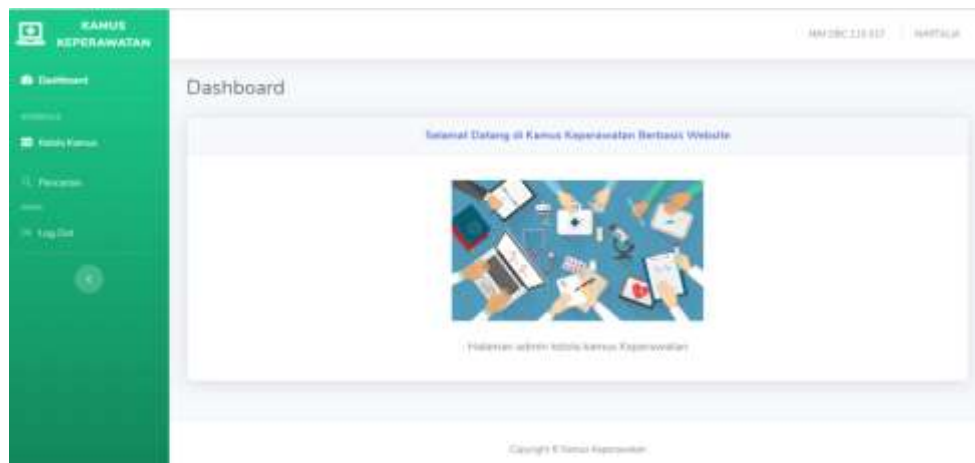 KAMUS
KEPERAWATAN
Dashboard
Kelola Kamus
Pencarian
Log Out
Dashboard
Selamat Datang di Kamus Keperawatan Berbasis Website
Halaman admin kelola kamus Keperawatan
Copyright © Kamus Keperawatan